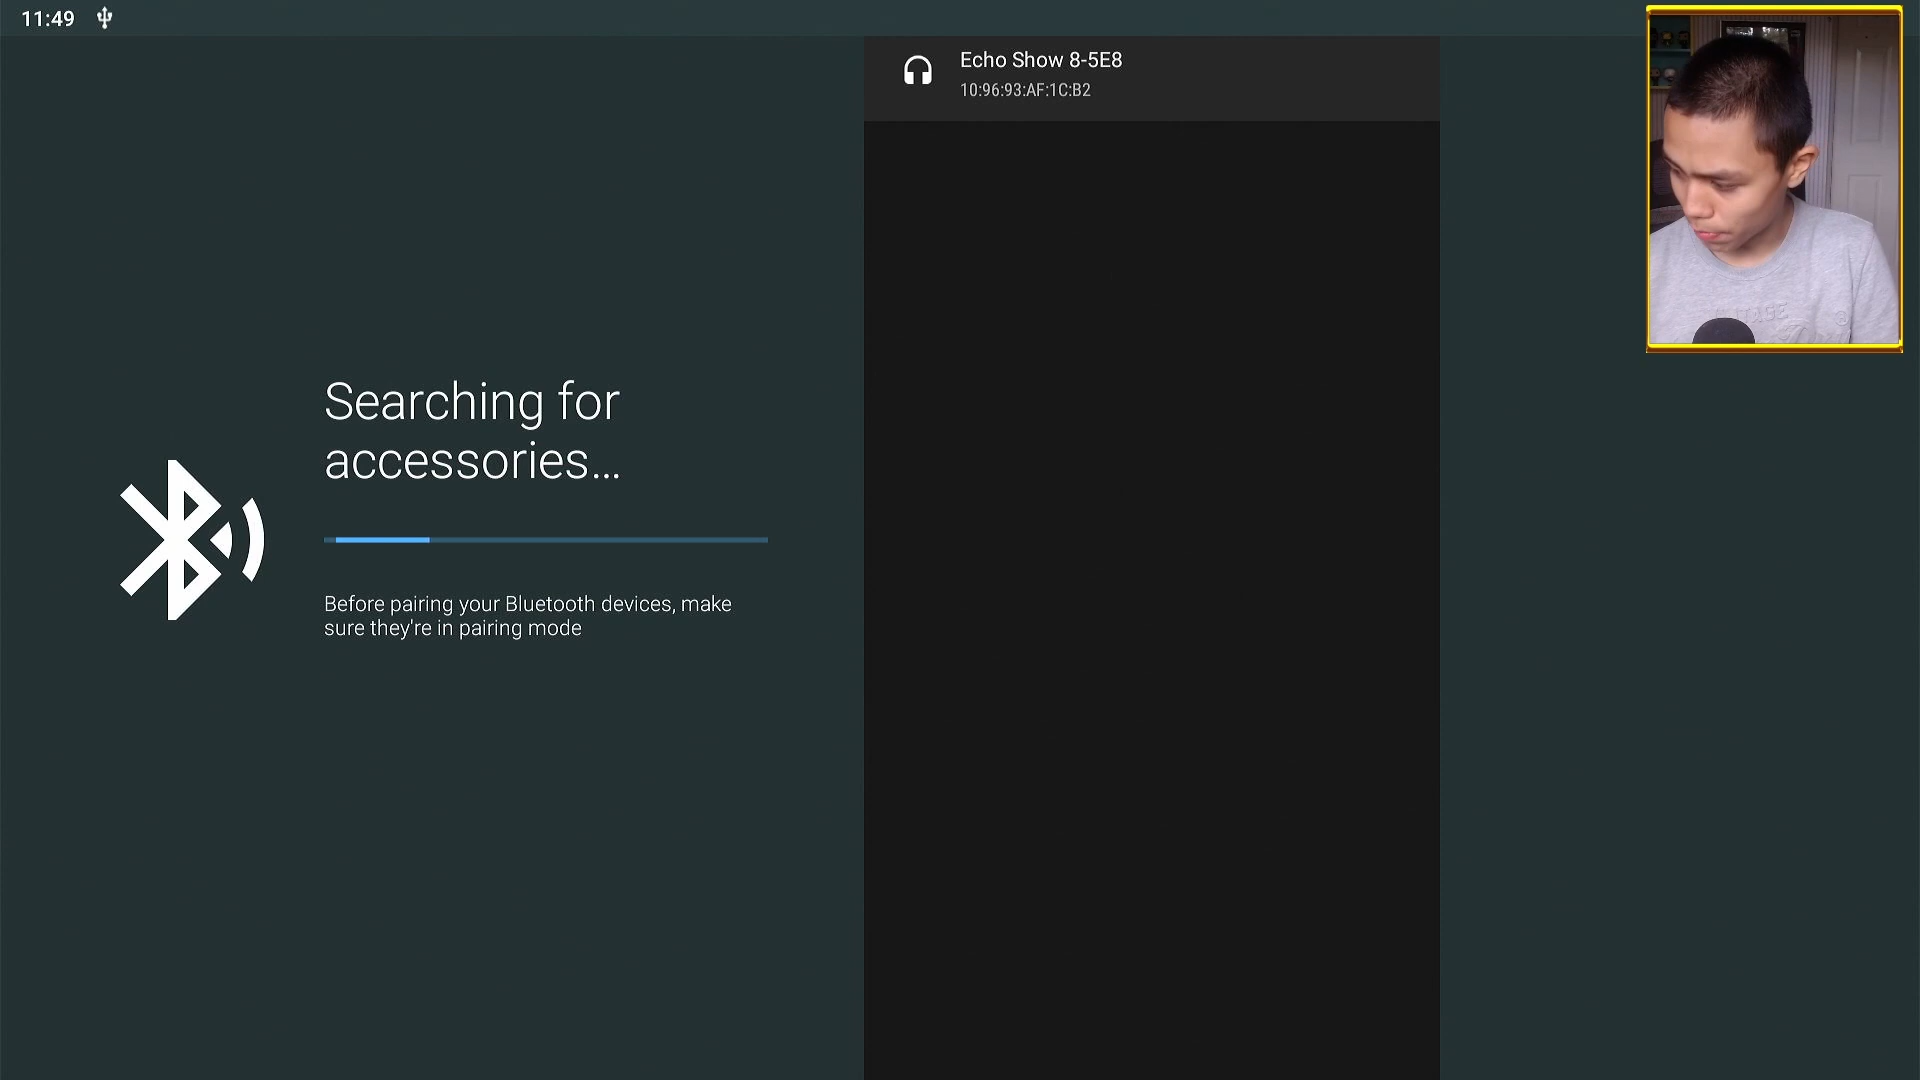 11:49
Echo Show 8-5E8
10:96:93:AF:1C:B2
Searching for
accessories...
Before pairing your Bluetooth devices, make
sure they're in pairing mode